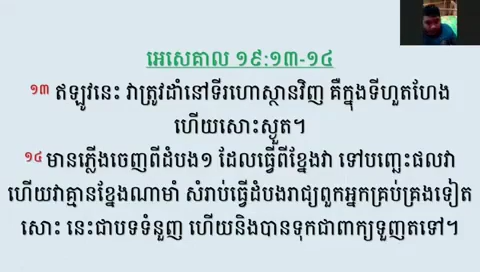 អេសេគាល ១៩:១៣-១៤
១៣ ឥឡូវនេះ វាត្រូវដាំនៅទីរហោស្ថានវិញ គឺក្នុងទីហួតហែង
ហើយសោះស្ងួត។
១៤ មានភ្លើងចេញពីដំបង១ ដែលធ្វើពីខ្នែងវា ទៅបញ្ឆេះផលវា
ហើយវាគ្មានខ្នែងណាមាំ សំរាប់ធ្វើដំបងរាជ្យពួកអ្នកគ្រប់គ្រងទៀត
សោះ នេះជាបទទំនួញ ហើយនិងបានទុកជាពាក្យទួញតទៅ។